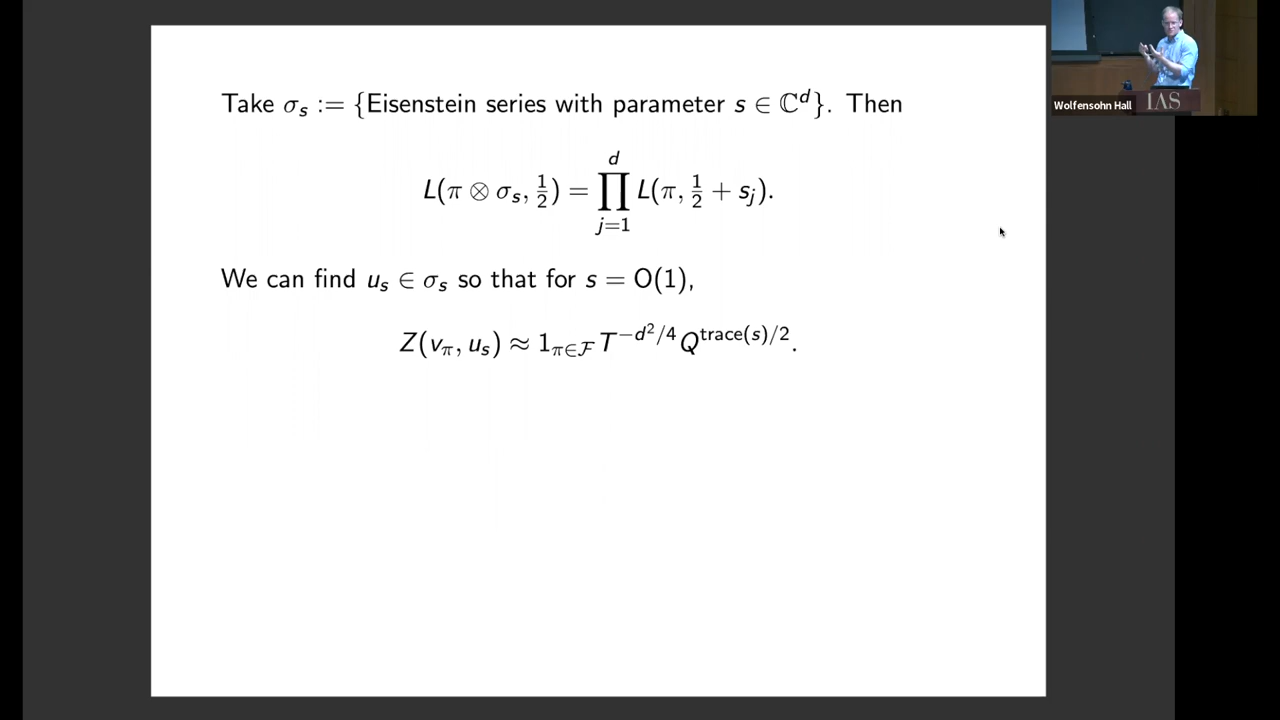 Take σ_s := {Eisenstein series with parameter s ∈ ℂ^d}. Then
L(π ⊗ σ_s, 1/2) = ∏_{j=1}^{d} L(π, 1/2 + s_j).
We can find u_s ∈ σ_s so that for s = O(1),
Z(v_π, u_s) ≈ 1_{π∈ℱ} T^{−d²/4} Q^{trace(s)/2}.
Wolfensohn Hall
IAS